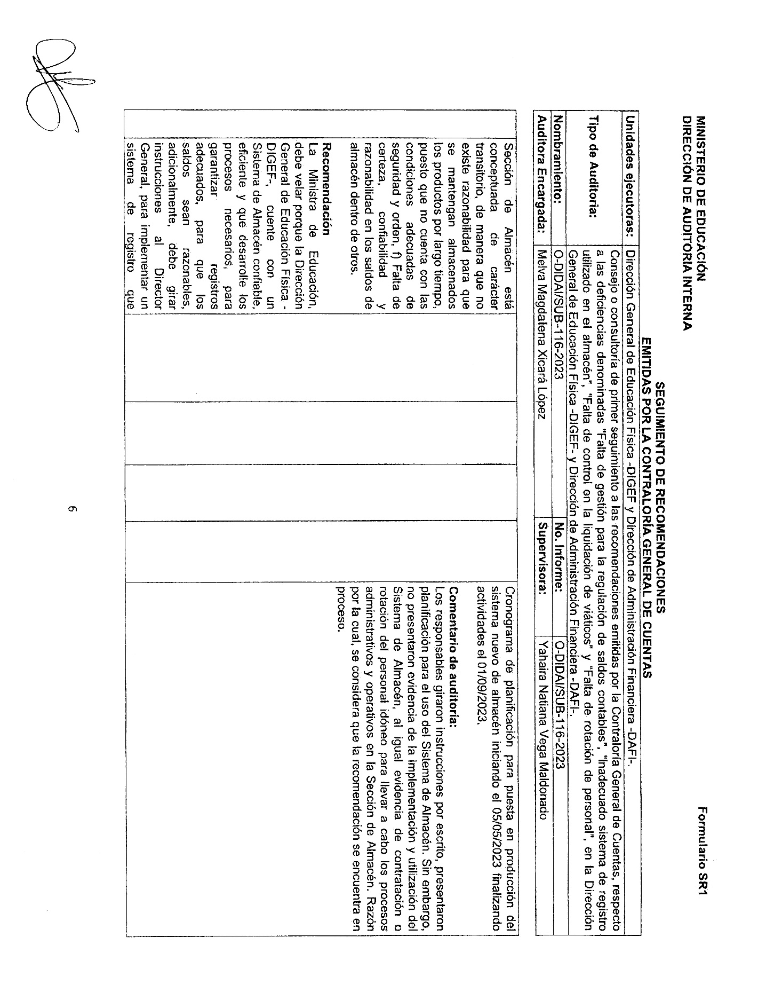 MINISTERIO DE EDUCACIÓN
DIRECCIÓN DE AUDITORIA INTERNA
Formulario SR1
SEGUIMIENTO DE RECOMENDACIONES
EMITIDAS POR LA CONTRALORÍA GENERAL DE CUENTAS
Unidades ejecutoras: Dirección General de Educación Física -DIGEF y Dirección de Administración Financiera -DAFI-.
Tipo de Auditoria:
Consejo o consultoría de primer seguimiento a las recomendaciones emitidas por la Contraloría General de Cuentas, respecto
a las deficiencias denominadas "Falta de gestión para la regulación de saldos contables", "Inadecuado sistema de registro
utilizado en el almacén", "Falta de control en la liquidación de viáticos" y "Falta de rotación de personal", en la Dirección
General de Educación Física -DIGEF- y Dirección de Administración Financiera -DAFI-.
Nombramiento: O-DIDAI/SUB-116-2023 No. Informe: O-DIDAI/SUB-116-2023
Auditora Encargada: Melva Magdalena Xicará López Supervisora: Yahaira Natiana Vega Maldonado
Sección de Almacén está
conceptuada de carácter
transitorio, de manera que no
existe razonabilidad para que
se mantengan almacenados
los productos por largo tiempo,
puesto que no cuenta con las
condiciones adecuadas de
seguridad y orden, f) Falta de
certeza, confiabilidad y
razonabilidad en los saldos de
almacén dentro de otros.
Recomendación
La Ministra de Educación,
debe velar porque la Dirección
General de Educación Física -
DIGEF-, cuente con un
Sistema de Almacén confiable,
eficiente y que desarrolle los
procesos necesarios, para
garantizar registros
adecuados, para que los
saldos sean razonables,
adicionalmente, debe girar
instrucciones al Director
General, para implementar un
sistema de registro que
Cronograma de planificación para puesta en producción del
sistema nuevo de almacén iniciando el 05/05/2023 finalizando
actividades el 01/09/2023.
Comentario de auditoría:
Los responsables giraron instrucciones por escrito, presentaron
planificación para el uso del Sistema de Almacén. Sin embargo,
no presentaron evidencia de la implementación y utilización del
Sistema de Almacén, al igual evidencia de contratación o
rotación del personal idóneo para llevar a cabo los procesos
administrativos y operativos en la Sección de Almacén. Razón
por la cual, se considera que la recomendación se encuentra en
proceso.
6